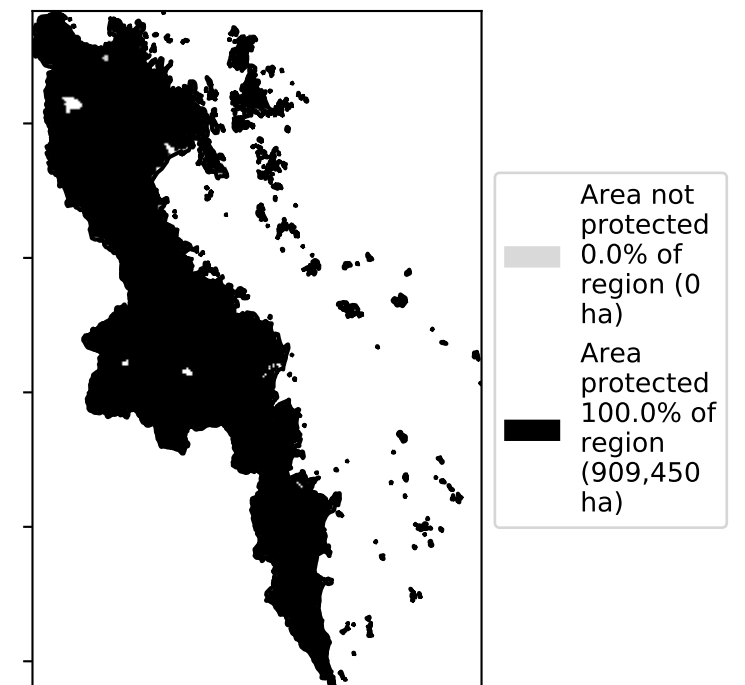 Area not
protected
0.0% of
region (0
ha)
Area
protected
100.0% of
region
(909,450
ha)